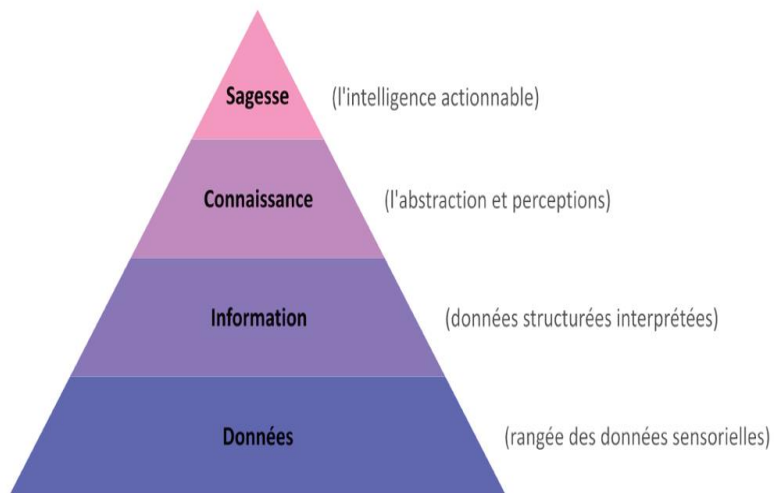 Sagesse (l'intelligence actionnable)
Connaissance (l'abstraction et perceptions)
Information (données structurées interprétées)
Données (rangée des données sensorielles)